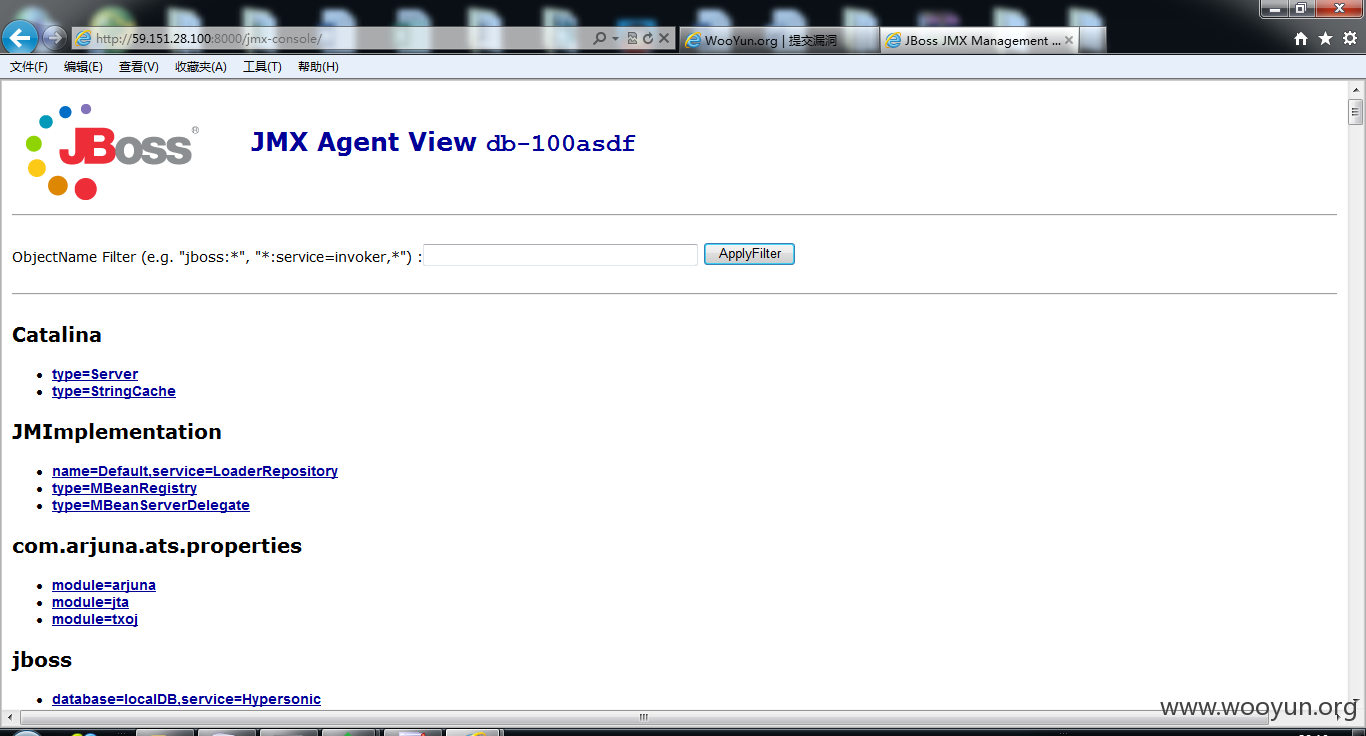 http://59.151.28.100:8000/jmx-console/
WooYun.org | 提交漏洞
JBoss JMX Management ...
文件(F) 编辑(E) 查看(V) 收藏夹(A) 工具(T) 帮助(H)
JBoss®
JMX Agent View db-100asdf
ObjectName Filter (e.g. "jboss:*", "*:service=invoker,*") : ApplyFilter
Catalina
type=Server
type=StringCache
JMImplementation
name=Default,service=LoaderRepository
type=MBeanRegistry
type=MBeanServerDelegate
com.arjuna.ats.properties
module=arjuna
module=jta
module=txoj
jboss
database=localDB,service=Hypersonic
www.wooyun.org